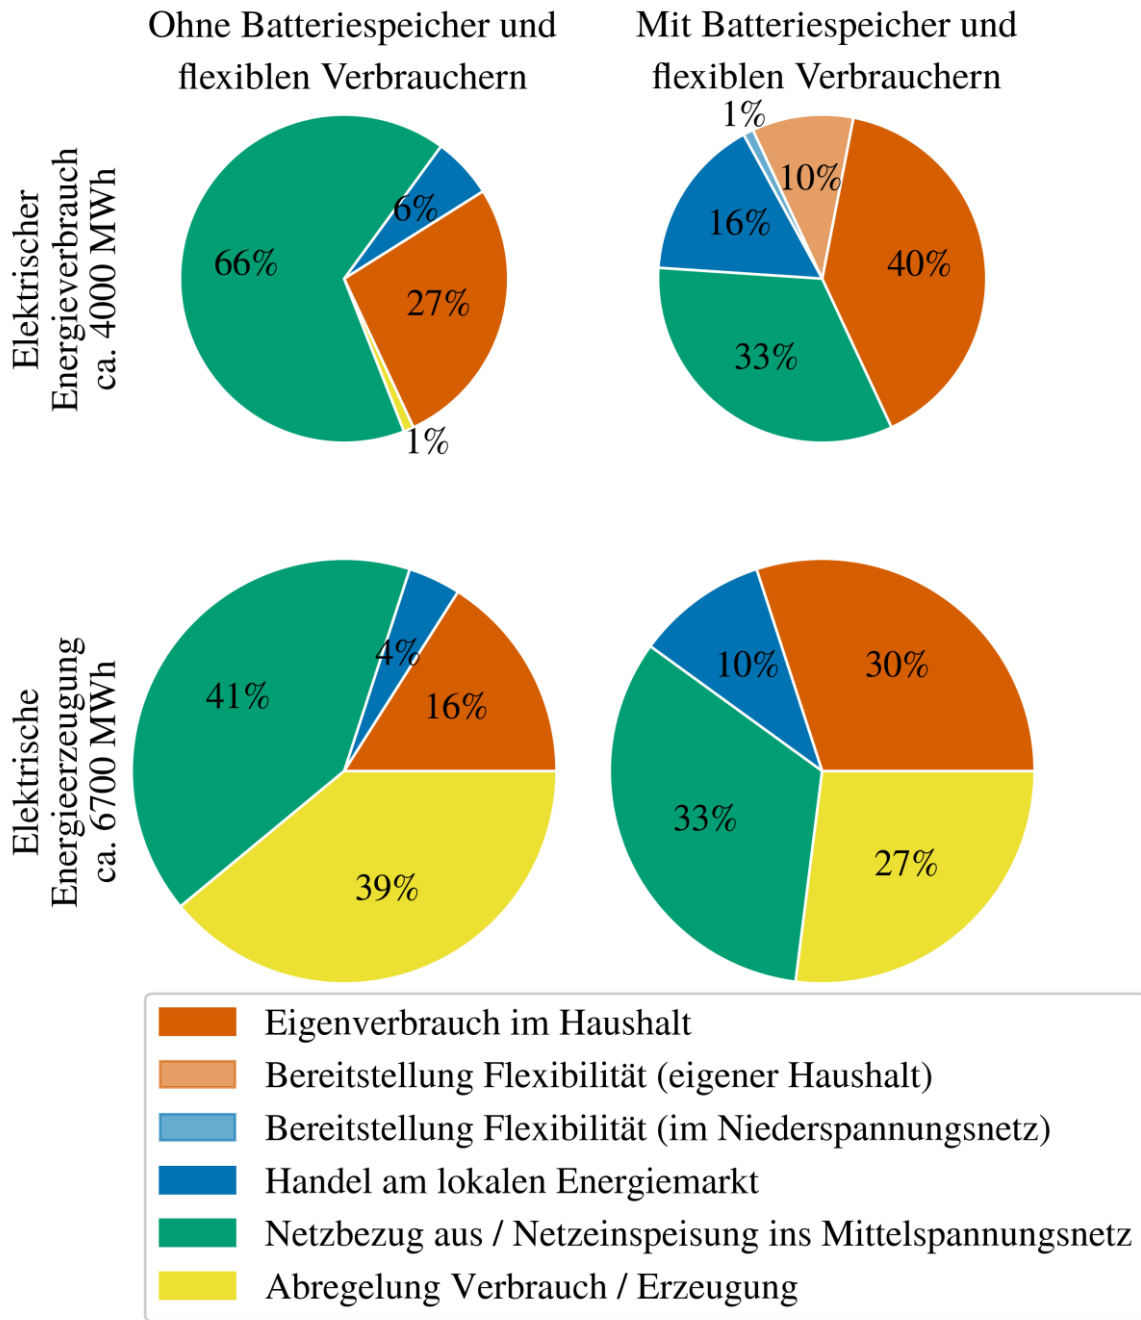 Ohne Batteriespeicher und
flexiblen Verbrauchern
Mit Batteriespeicher und
flexiblen Verbrauchern
Elektrischer
Energieverbrauch
ca. 4000 MWh
66%
6%
27%
1%
1%
10%
16%
40%
33%
Elektrische
Energieerzeugung
ca. 6700 MWh
41%
4%
16%
39%
10%
30%
33%
27%
Eigenverbrauch im Haushalt
Bereitstellung Flexibilität (eigener Haushalt)
Bereitstellung Flexibilität (im Niederspannungsnetz)
Handel am lokalen Energiemarkt
Netzbezug aus / Netzeinspeisung ins Mittelspannungsnetz
Abregelung Verbrauch / Erzeugung